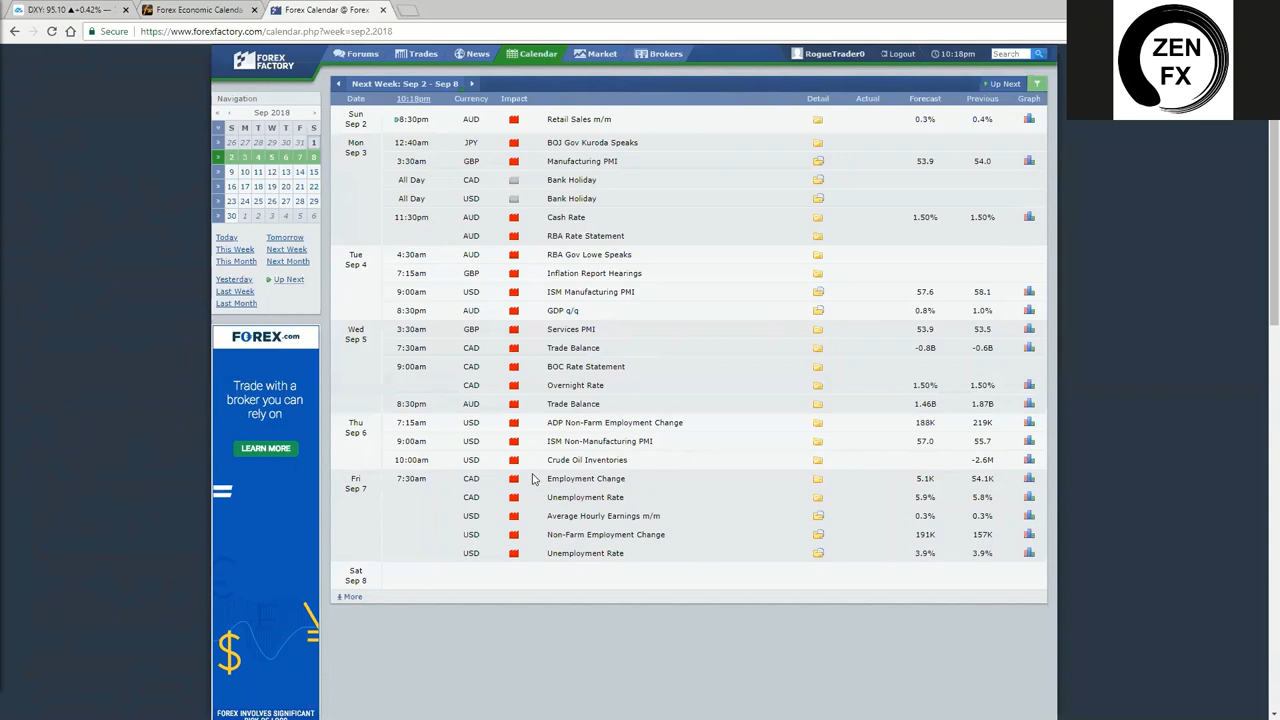 DXY: 95.10 ▲+0.42% —
Forex Economic Calenda
Forex Calendar @ Forex
Secure
https://www.forexfactory.com/calendar.php?week=sep2.2018
FOREX
FACTORY
Forums
Trades
News
Calendar
Market
Brokers
RogueTrader0
Logout
10:18pm
Search
ZEN
FX
Navigation
« ‹ Sep 2018 ›
S M T W T F S
26 27 28 29 30 31 1
2 3 4 5 6 7 8
9 10 11 12 13 14 15
16 17 18 19 20 21 22
23 24 25 26 27 28 29
30 1 2 3 4 5 6
Today Tomorrow
This Week Next Week
This Month Next Month
Yesterday Up Next
Last Week
Last Month
FOREX.com
Trade with a
broker you can
rely on
LEARN MORE
$
FOREX INVOLVES SIGNIFICANT
Next Week: Sep 2 - Sep 8
Up Next
Date 10:18pm Currency Impact Detail Actual Forecast Previous Graph
Sun
Sep 2
8:30pm AUD Retail Sales m/m 0.3% 0.4%
Mon
Sep 3
12:40am JPY BOJ Gov Kuroda Speaks
3:30am GBP Manufacturing PMI 53.9 54.0
All Day CAD Bank Holiday
All Day USD Bank Holiday
11:30pm AUD Cash Rate 1.50% 1.50%
AUD RBA Rate Statement
Tue
Sep 4
4:30am AUD RBA Gov Lowe Speaks
7:15am GBP Inflation Report Hearings
9:00am USD ISM Manufacturing PMI 57.6 58.1
8:30pm AUD GDP q/q 0.8% 1.0%
Wed
Sep 5
3:30am GBP Services PMI 53.9 53.5
7:30am CAD Trade Balance -0.8B -0.6B
9:00am CAD BOC Rate Statement
CAD Overnight Rate 1.50% 1.50%
8:30pm AUD Trade Balance 1.46B 1.87B
Thu
Sep 6
7:15am USD ADP Non-Farm Employment Change 188K 219K
9:00am USD ISM Non-Manufacturing PMI 57.0 55.7
10:00am USD Crude Oil Inventories -2.6M
Fri
Sep 7
7:30am CAD Employment Change 5.1K 54.1K
CAD Unemployment Rate 5.9% 5.8%
USD Average Hourly Earnings m/m 0.3% 0.3%
USD Non-Farm Employment Change 191K 157K
USD Unemployment Rate 3.9% 3.9%
Sat
Sep 8
More